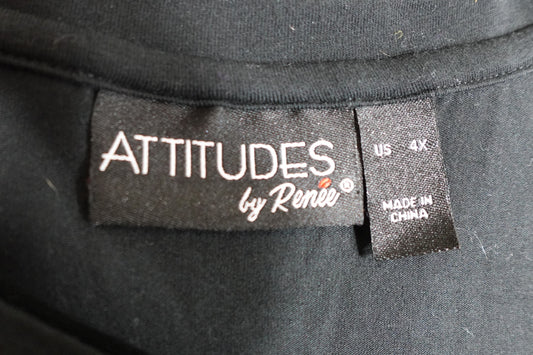 ATTITUDES
by Renée®
US 4X
MADE IN
CHINA